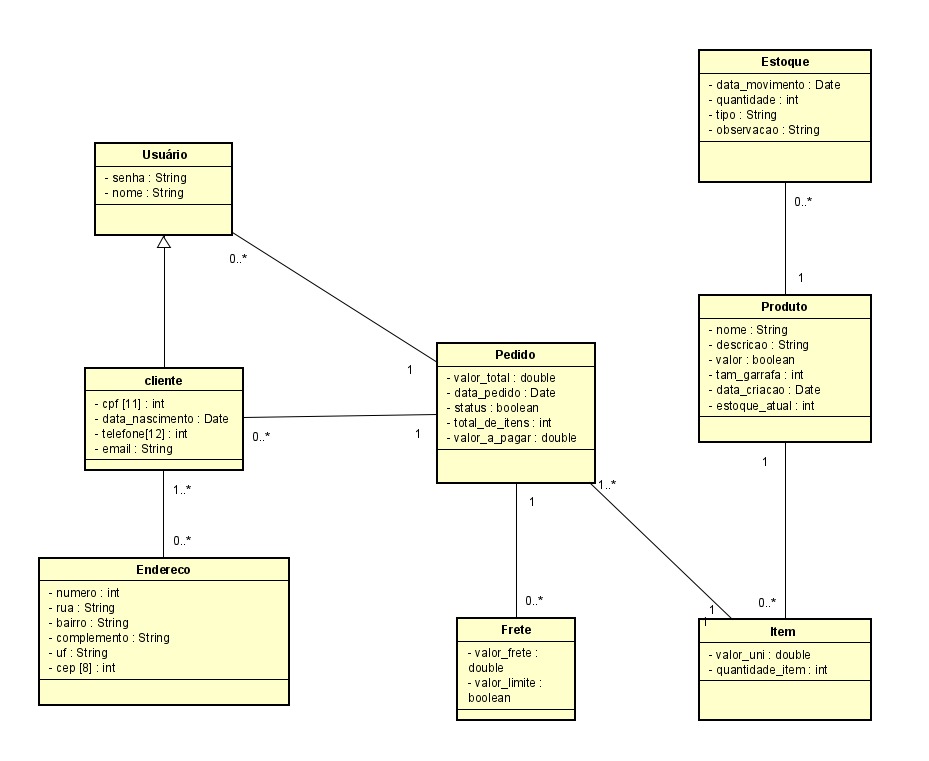 Estoque
- data_movimento : Date
- quantidade : int
- tipo : String
- observacao : String
0..*
1
Usuário
- senha : String
- nome : String
0..*
1
Produto
- nome : String
- descricao : String
- valor : boolean
- tam_garrafa : int
- data_criacao : Date
- estoque_atual : int
1
0..*
cliente
- cpf [11] : int
- data_nascimento : Date
- telefone[12] : int
- email : String
0..*
1
1..*
0..*
Pedido
- valor_total : double
- data_pedido : Date
- status : boolean
- total_de_itens : int
- valor_a_pagar : double
1
0..*
1..*
1
1
Endereco
- numero : int
- rua : String
- bairro : String
- complemento : String
- uf : String
- cep [8] : int
Frete
- valor_frete :
double
- valor_limite :
boolean
Item
- valor_uni : double
- quantidade_item : int